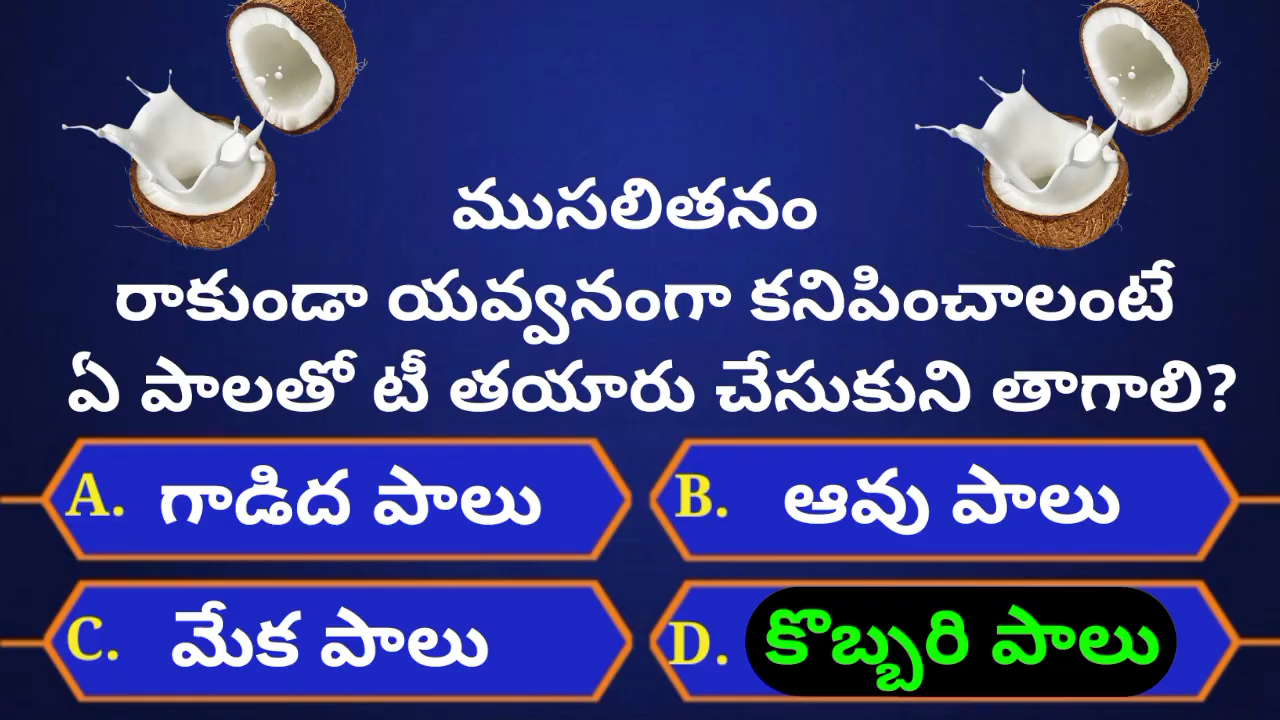 ముసలితనం
రాకుండా యవ్వనంగా కనిపించాలంటే
ఏ పాలతో టీ తయారు చేసుకుని తాగాలి?
A. గాడిద పాలు
B. ఆవు పాలు
C. మేక పాలు
D. కొబ్బరి పాలు